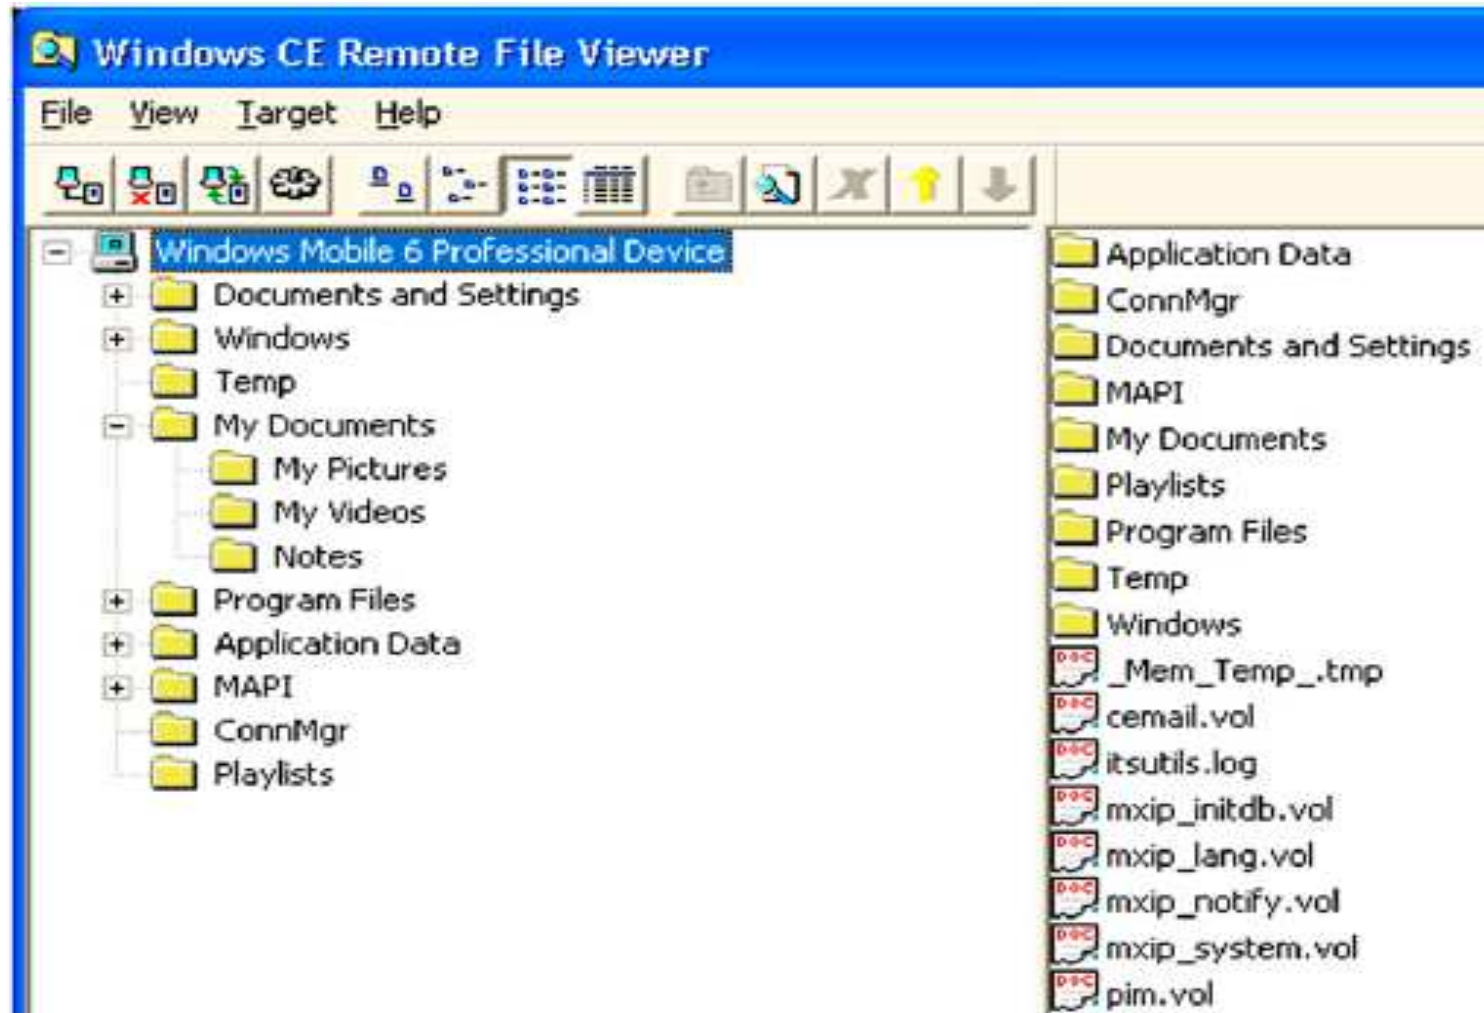 Windows CE Remote File Viewer
File View Target Help
Windows Mobile 6 Professional Device
Documents and Settings
Windows
Temp
My Documents
My Pictures
My Videos
Notes
Program Files
Application Data
MAPI
ConnMgr
Playlists
Application Data
ConnMgr
Documents and Settings
MAPI
My Documents
Playlists
Program Files
Temp
Windows
_Mem_Temp_.tmp
cemail.vol
itsutils.log
mxip_initdb.vol
mxip_lang.vol
mxip_notify.vol
mxip_system.vol
pim.vol